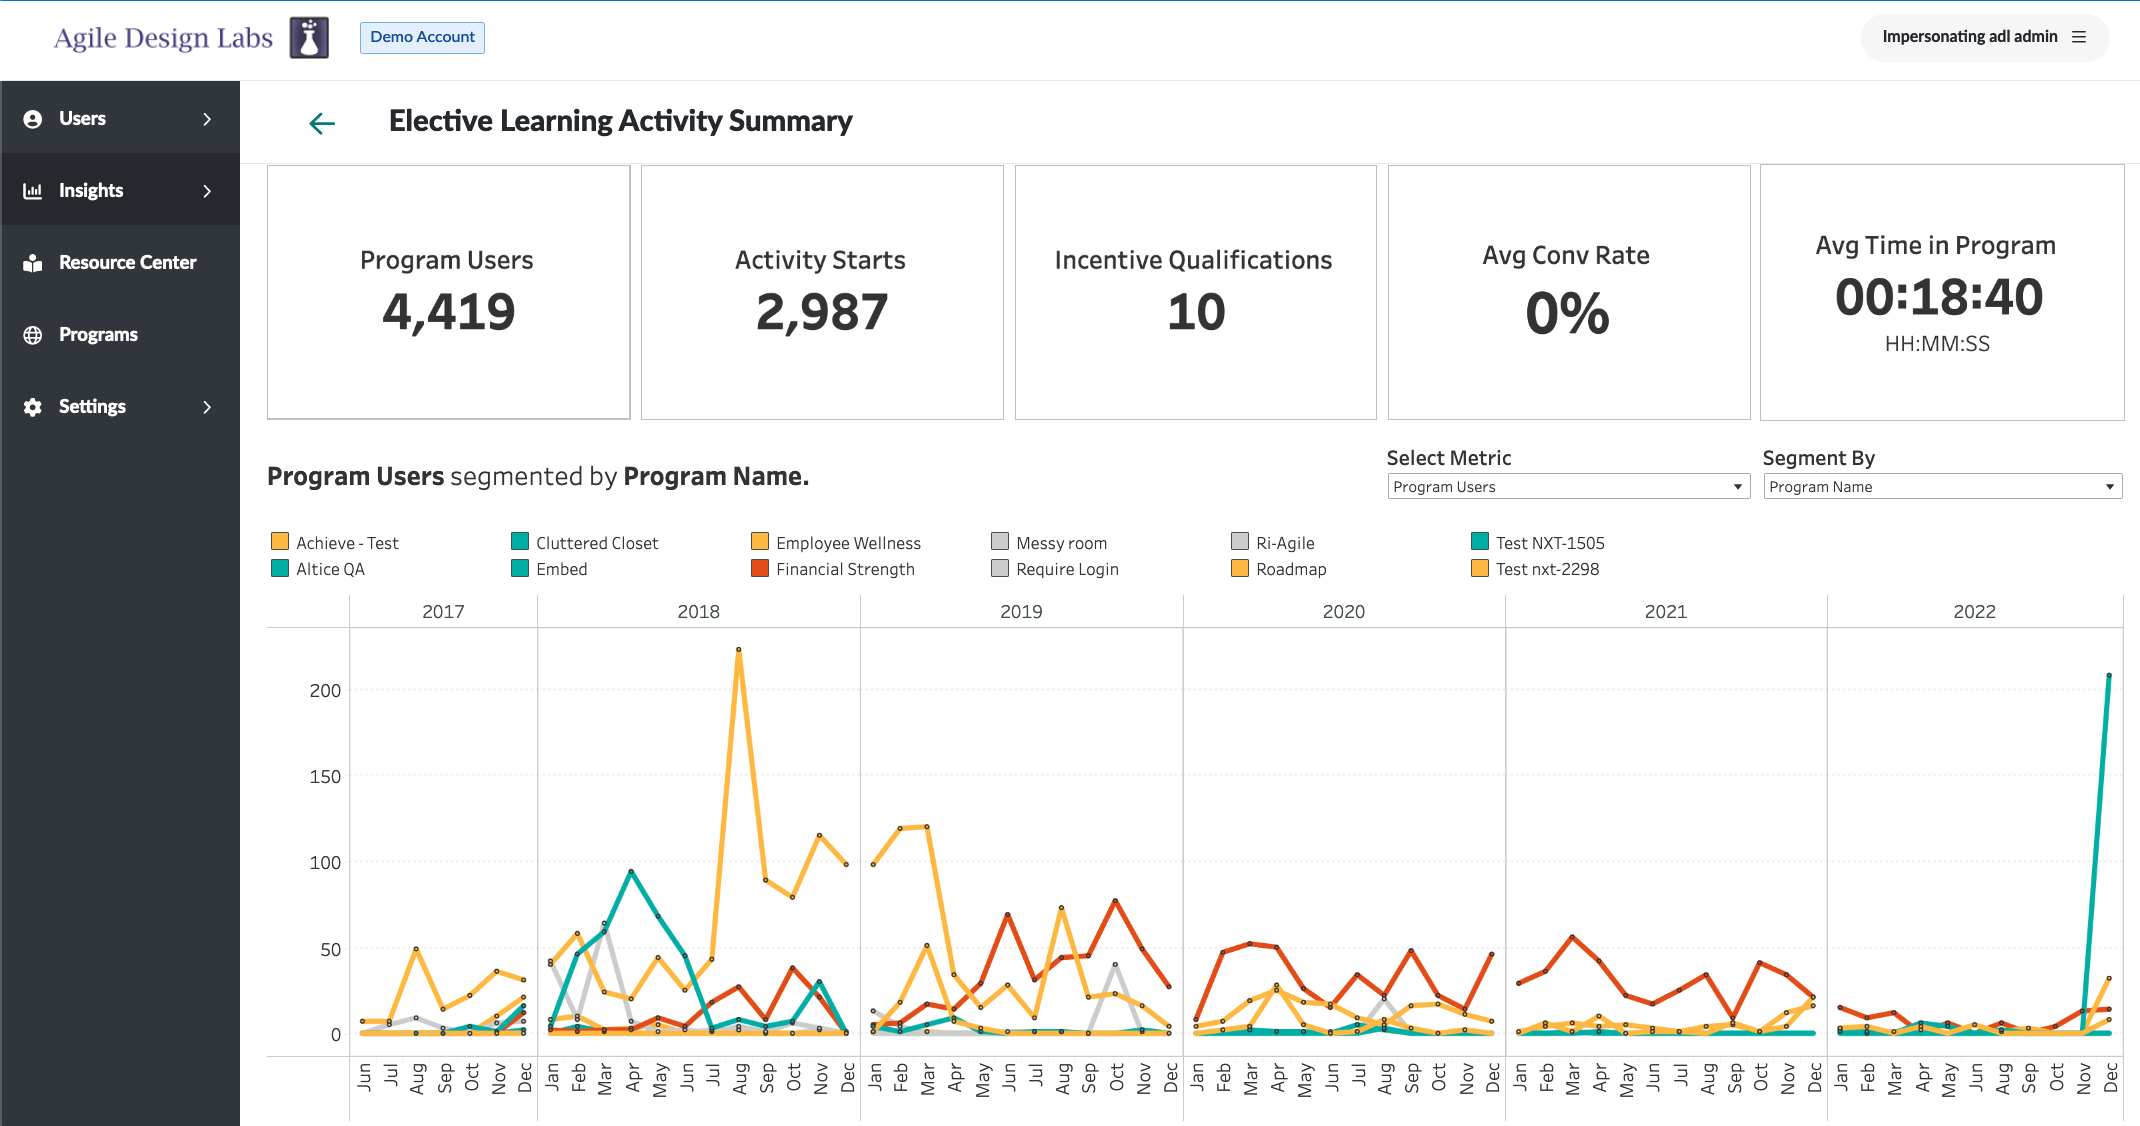 Agile Design Labs
Demo Account
Impersonating adl admin
Users
Insights
Resource Center
Programs
Settings
Elective Learning Activity Summary
Program Users
4,419
Activity Starts
2,987
Incentive Qualifications
10
Avg Conv Rate
0%
Avg Time in Program
00:18:40
HH:MM:SS
Program Users segmented by Program Name.
Select Metric
Program Users
Segment By
Program Name
Achieve - Test
Cluttered Closet
Employee Wellness
Messy room
Ri-Agile
Test NXT-1505
Altice QA
Embed
Financial Strength
Require Login
Roadmap
Test nxt-2298
2017 2018 2019 2020 2021 2022
200
150
100
50
0
Jun Jul Aug Sep Oct Nov Dec Jan Feb Mar Apr May Jun Jul Aug Sep Oct Nov Dec Jan Feb Mar Apr May Jun Jul Aug Sep Oct Nov Dec Jan Feb Mar Apr May Jun Jul Aug Sep Oct Nov Dec Jan Feb Mar Apr May Jun Jul Aug Sep Oct Nov Dec Jan Feb Mar Apr May Jun Aug Sep Oct Nov Dec